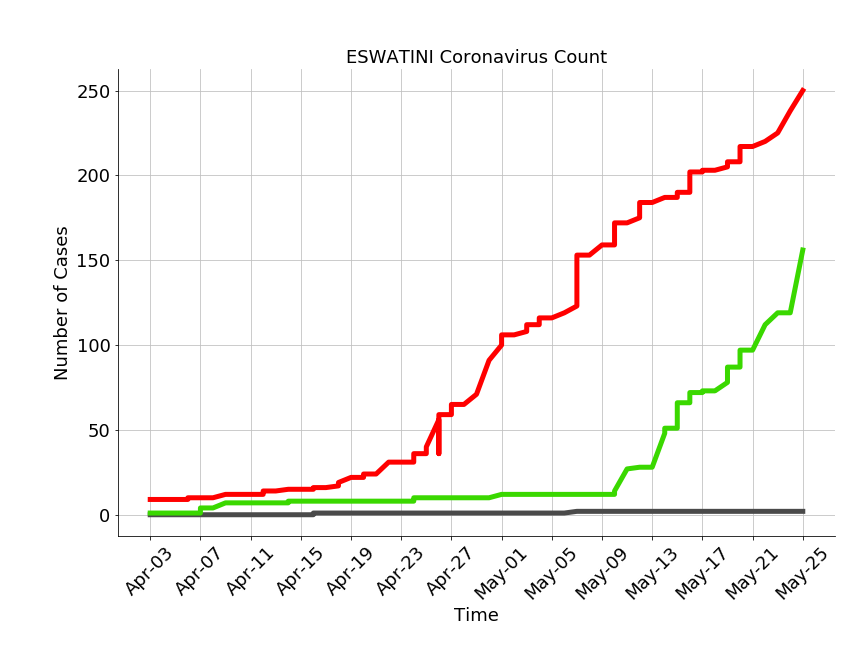 ESWATINI Coronavirus Count
250
200
150
100
50
0
Number of Cases
Apr-03
Apr-07
Apr-11
Apr-15
Apr-19
Apr-23
Apr-27
May-01
May-05
May-09
May-13
May-17
May-21
May-25
Time